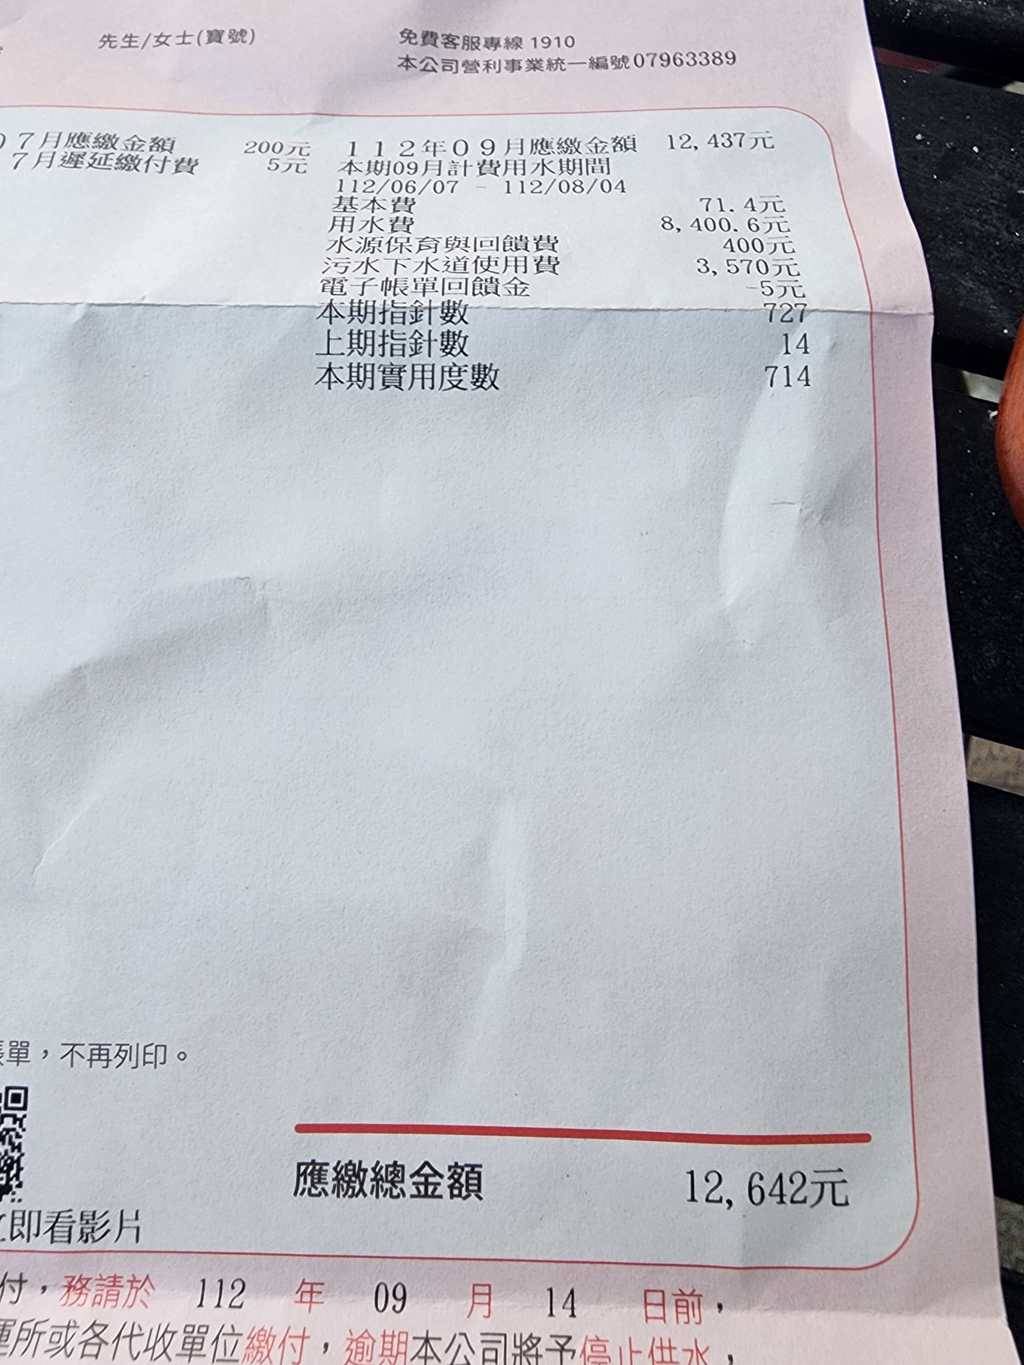 先生/女士(寶號)
免費客服專線 1910
本公司營利事業統一編號07963389
7月應繳金額 200元
7月遲延繳付費 5元
112年09月應繳金額 12,437元
本期09月計費用水期間
112/06/07 - 112/08/04
基本費 71.4元
用水費 8,400.6元
水源保育與回饋費 400元
污水下水道使用費 3,570元
電子帳單回饋金 -5元
本期指針數 727
上期指針數 14
本期實用度數 714
單，不再列印。
即看影片
應繳總金額 12,642元
付，務請於 112 年 09 月 14 日前，
所或各代收單位繳付，逾期本公司將予停止供水，